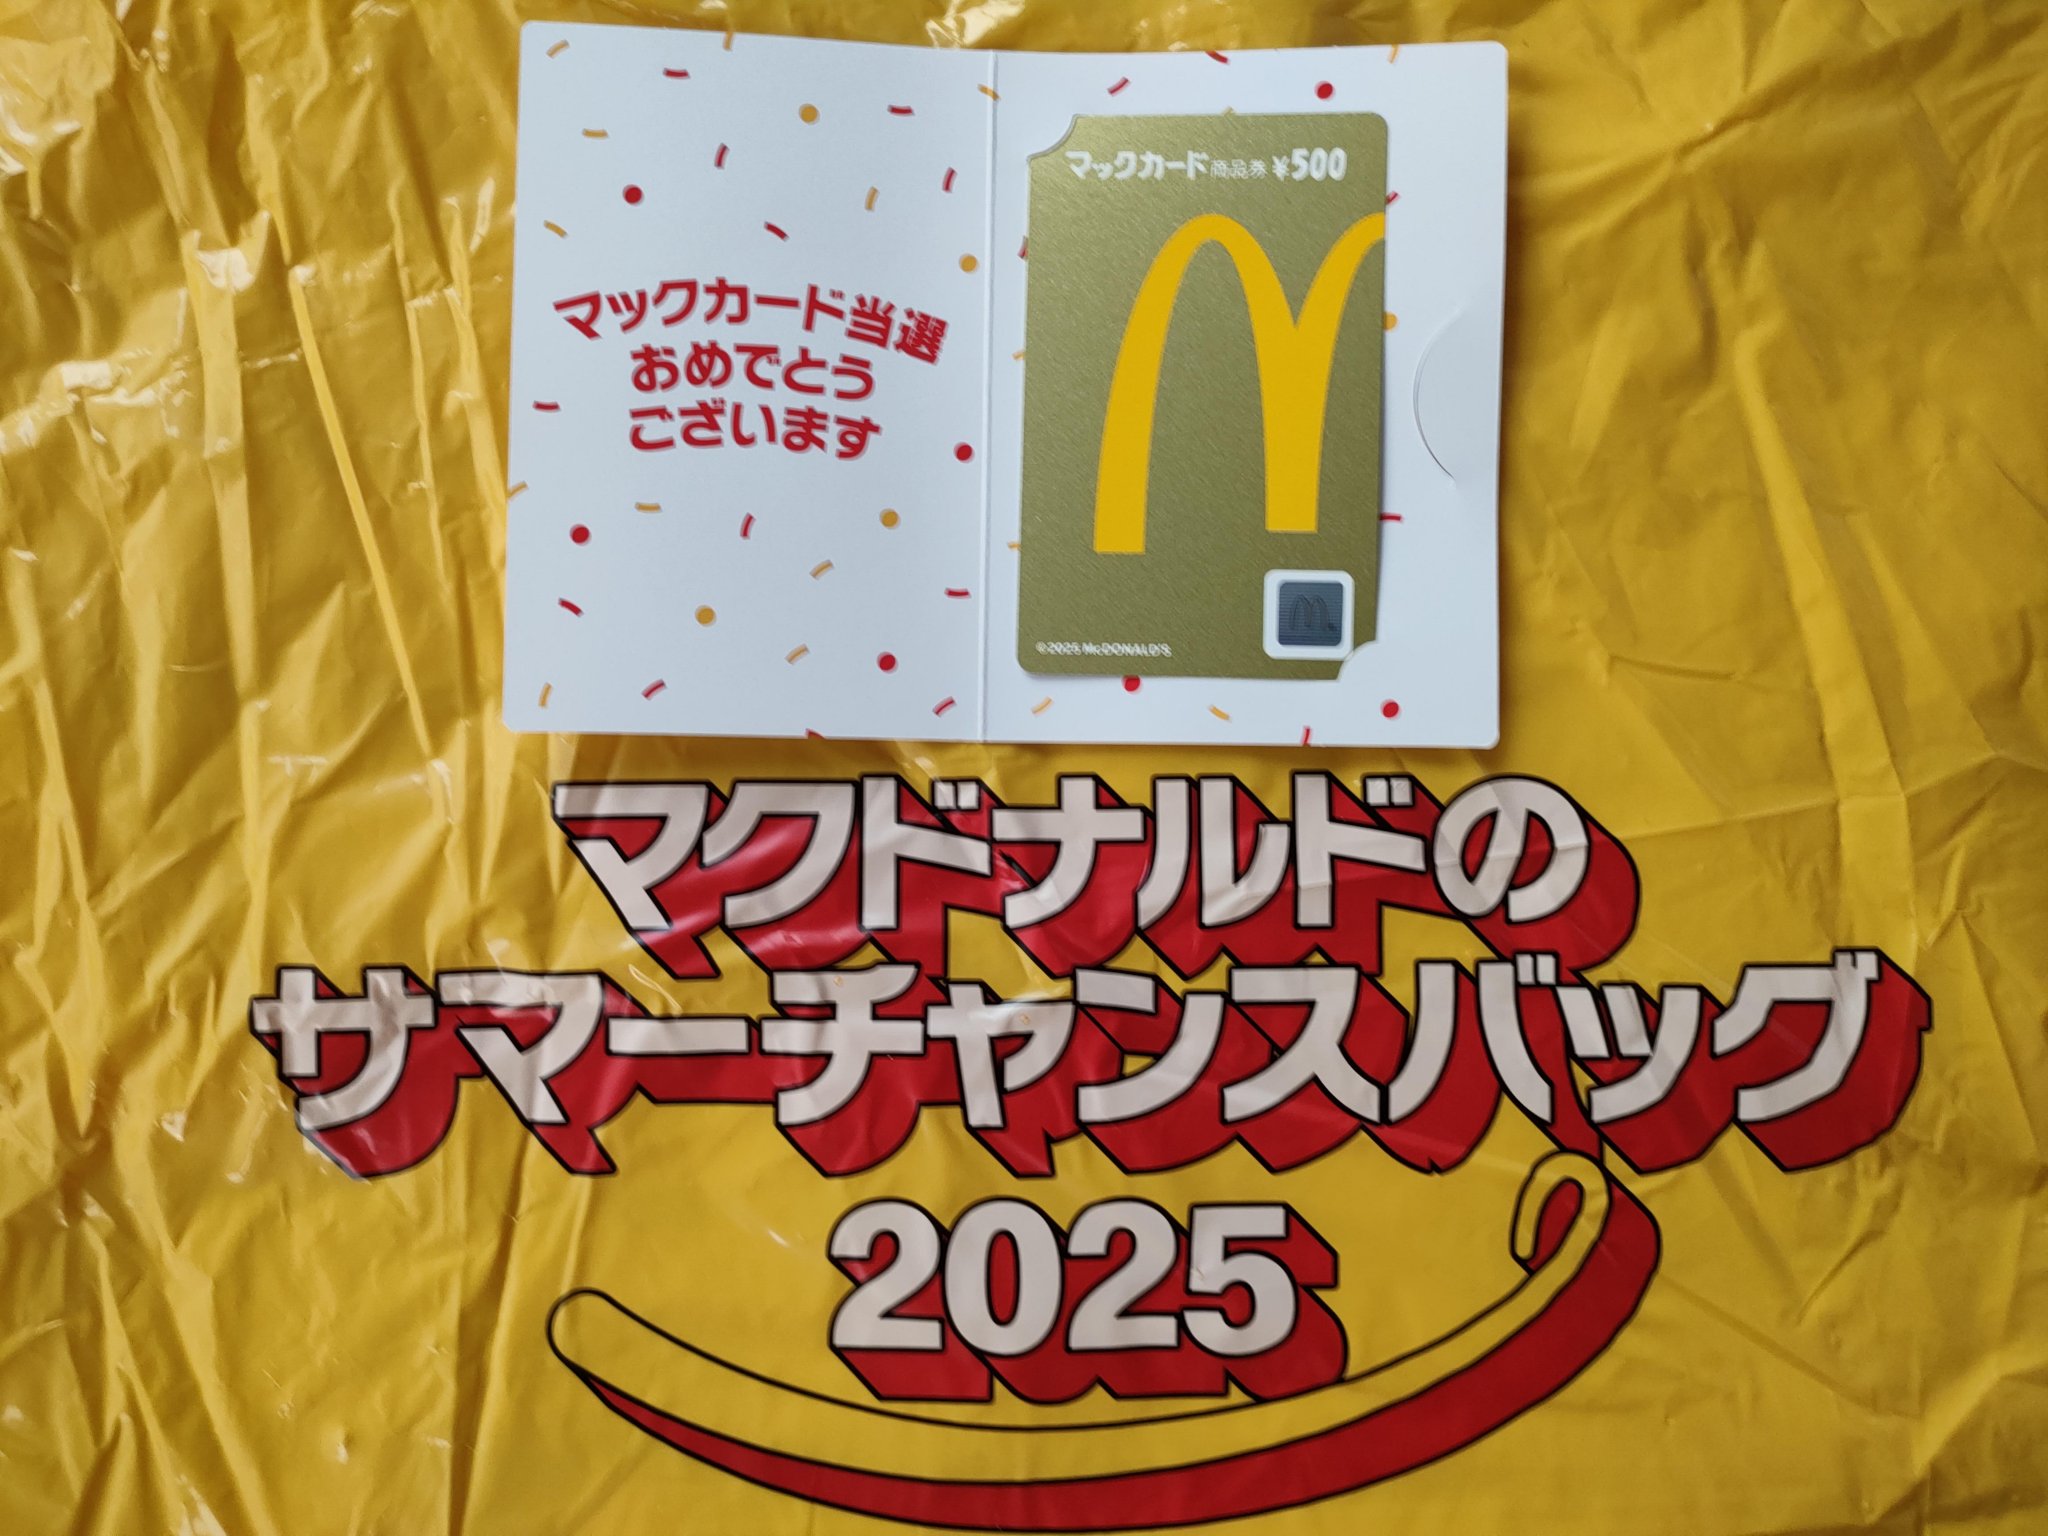 マックカード当選
おめでとう
ございます
マックカード商品券 ¥500
©2025 McDONALD'S
マクドナルドの
サマーチャンスバッグ
2025